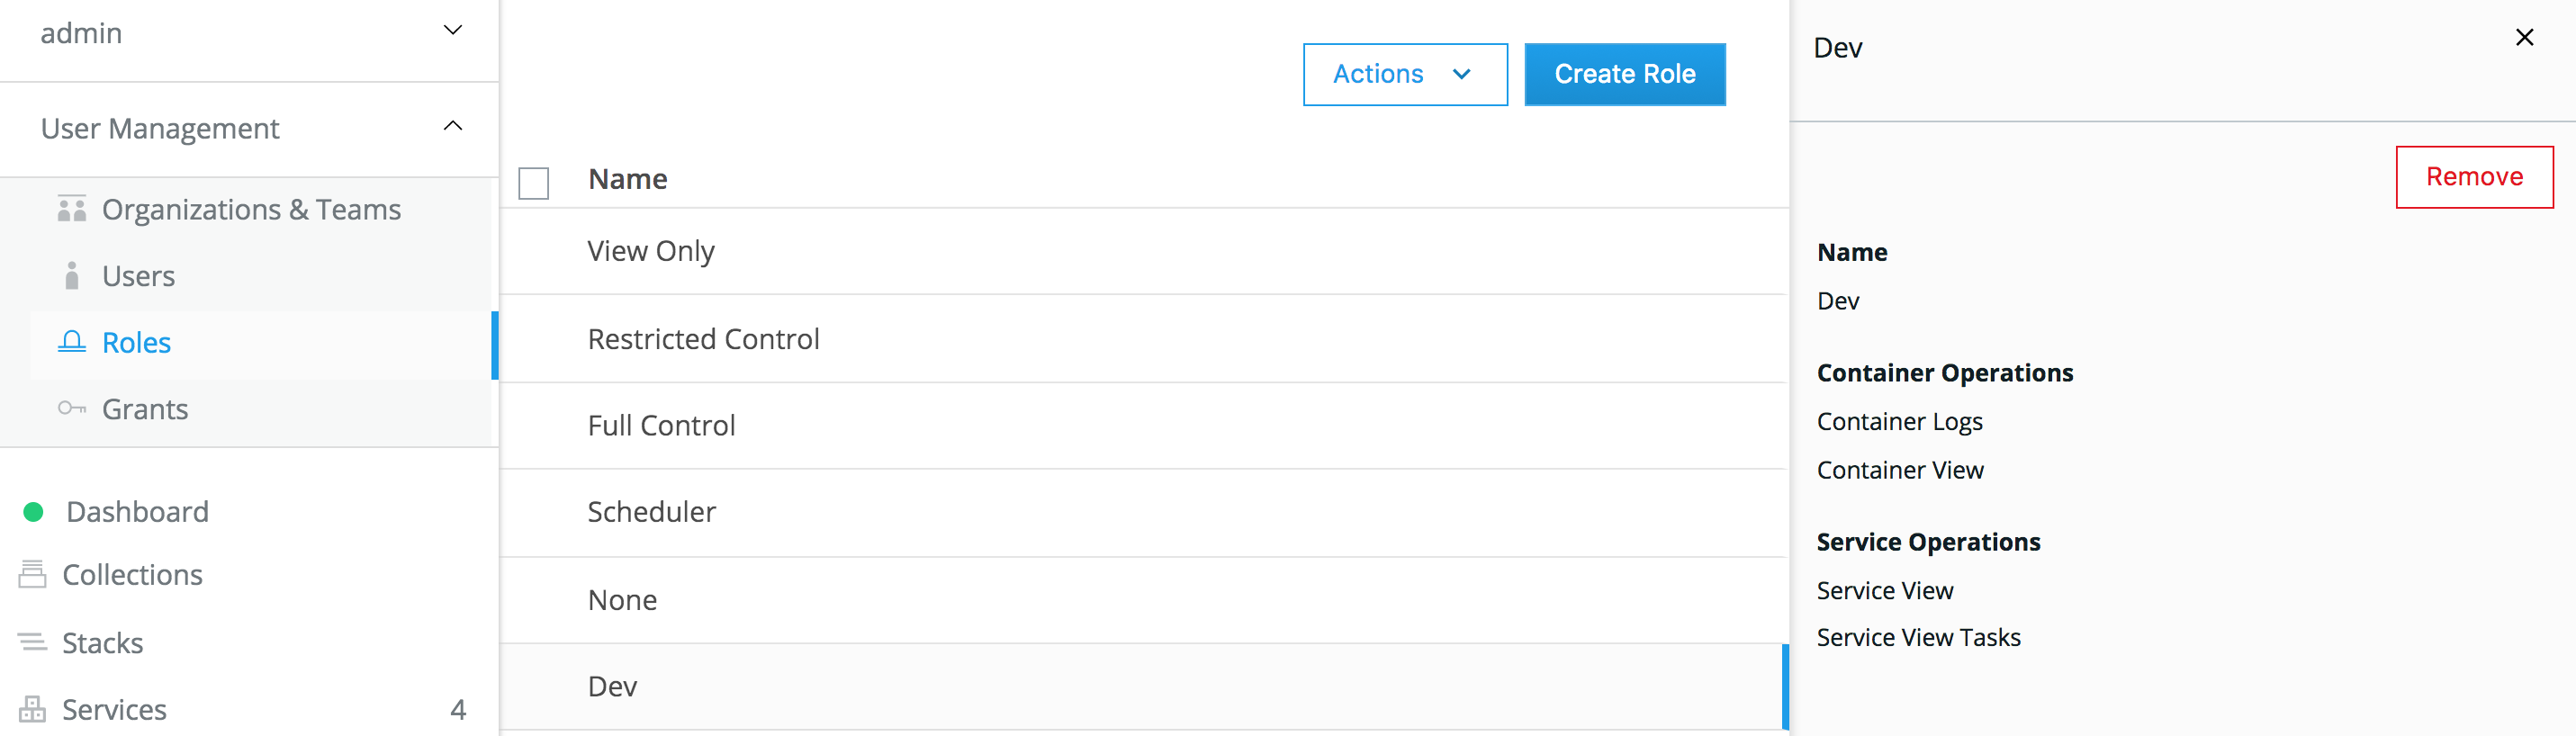 admin
User Management
Organizations & Teams
Users
Roles
Grants
Dashboard
Collections
Stacks
Services 4
Actions Create Role
Name
View Only
Restricted Control
Full Control
Scheduler
None
Dev
Dev
Remove
Name
Dev
Container Operations
Container Logs
Container View
Service Operations
Service View
Service View Tasks